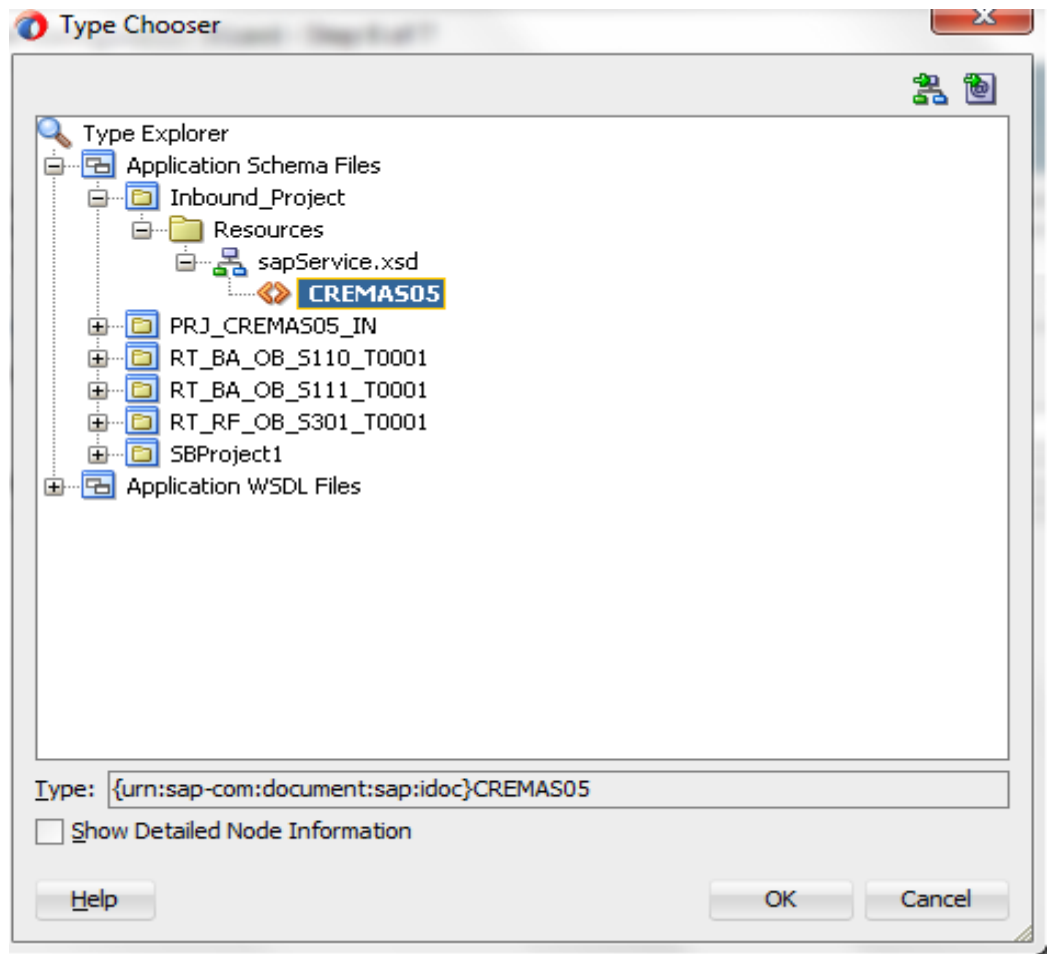 Type Chooser
Type Explorer
Application Schema Files
Inbound_Project
Resources
sapService.xsd
CREMAS05
PRJ_CREMAS05_IN
RT_BA_OB_S110_T0001
RT_BA_OB_S111_T0001
RT_RF_OB_S301_T0001
SBProject1
Application WSDL Files
Type: {urn:sap-com:document:sap:idoc}CREMAS05
Show Detailed Node Information
Help OK Cancel